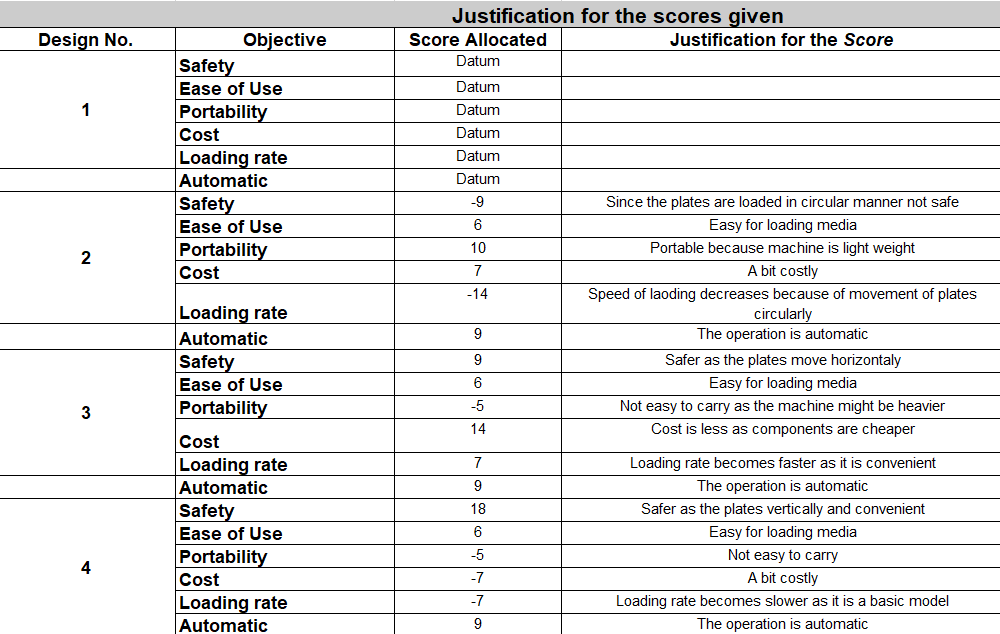 Justification for the scores given
Design No. Objective Score Allocated Justification for the Score
1
Safety Datum
Ease of Use Datum
Portability Datum
Cost Datum
Loading rate Datum
Automatic Datum
2
Safety -9 Since the plates are loaded in circular manner not safe
Ease of Use 6 Easy for loading media
Portability 10 Portable because machine is light weight
Cost 7 A bit costly
Loading rate -14 Speed of laoding decreases because of movement of plates
circularly
Automatic 9 The operation is automatic
3
Safety 9 Safer as the plates move horizontaly
Ease of Use 6 Easy for loading media
Portability -5 Not easy to carry as the machine might be heavier
Cost 14 Cost is less as components are cheaper
Loading rate 7 Loading rate becomes faster as it is convenient
Automatic 9 The operation is automatic
4
Safety 18 Safer as the plates vertically and convenient
Ease of Use 6 Easy for loading media
Portability -5 Not easy to carry
Cost -7 A bit costly
Loading rate -7 Loading rate becomes slower as it is a basic model
Automatic 9 The operation is automatic